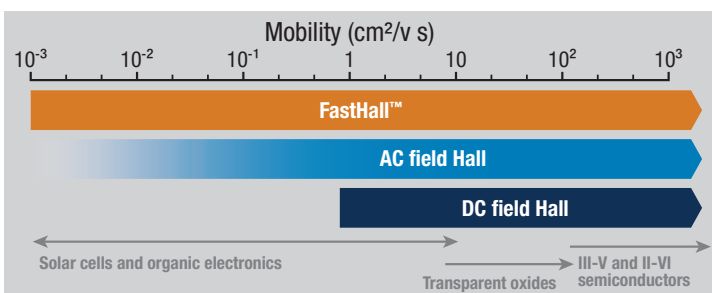 Mobility (cm²/v s)
10⁻³ 10⁻² 10⁻¹ 1 10 10² 10³
FastHall™
AC field Hall
DC field Hall
Solar cells and organic electronics
Transparent oxides
III-V and II-VI
semiconductors